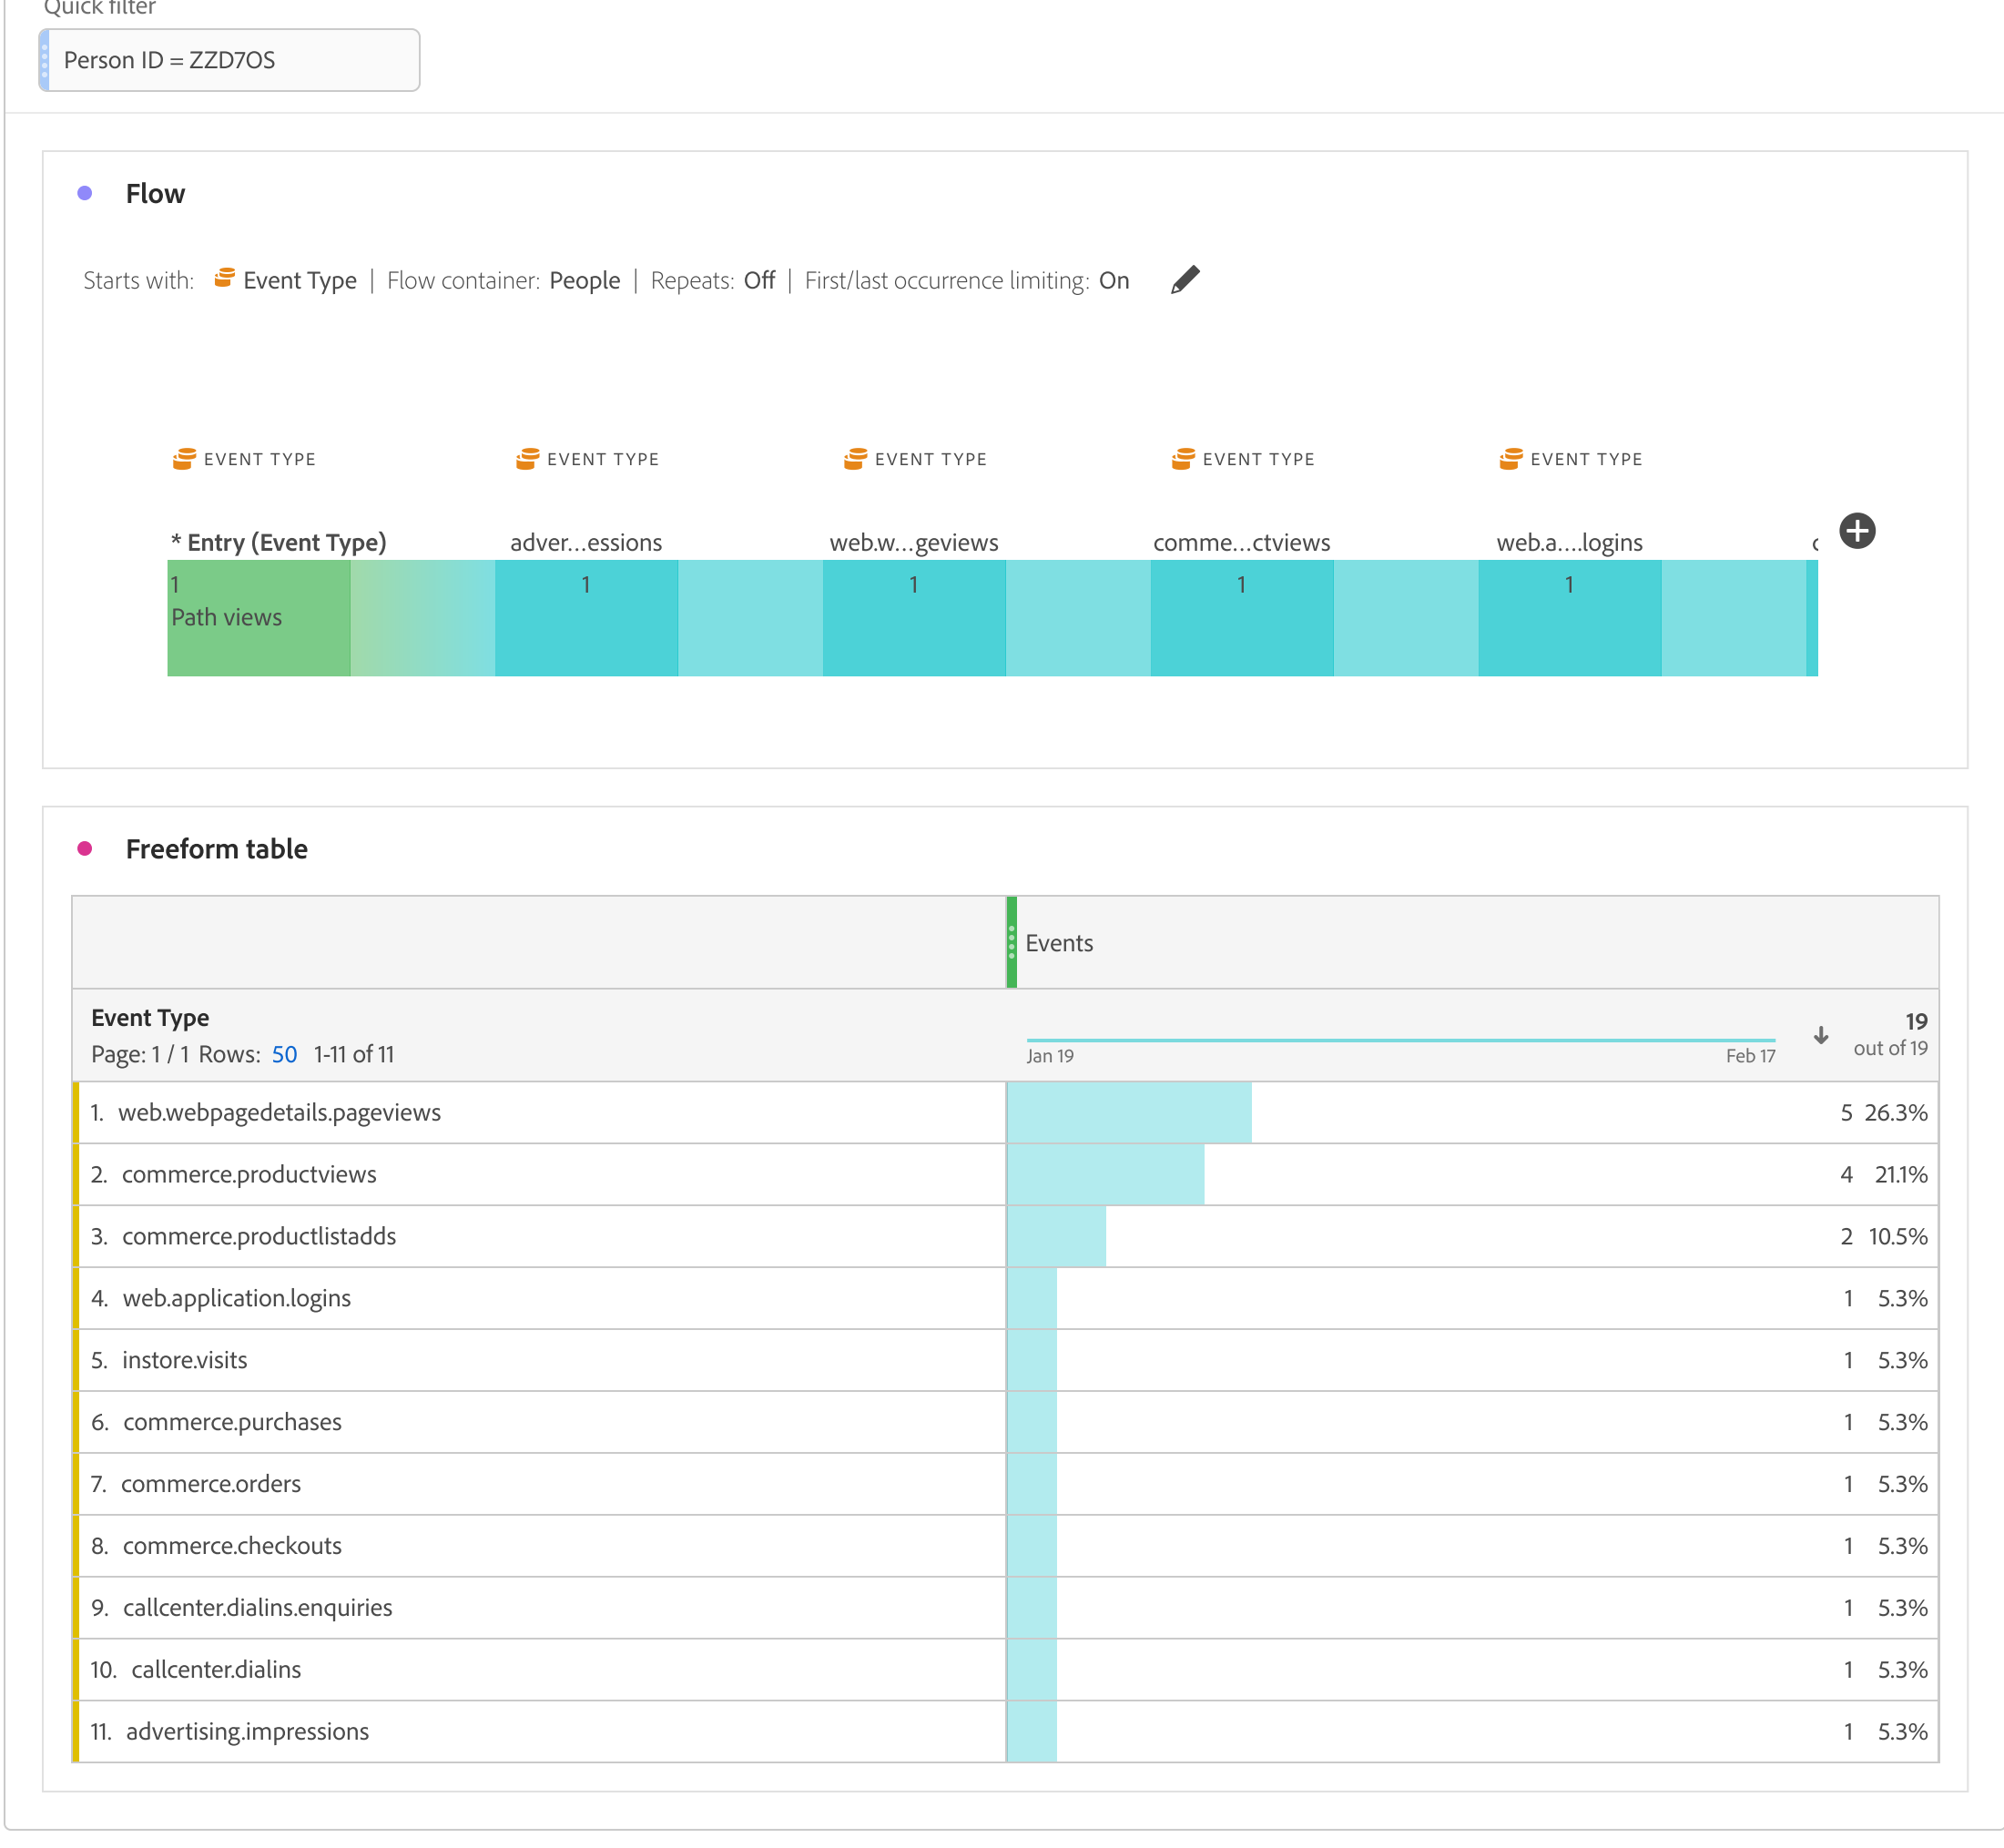 Quick filter
Person ID = ZZD7OS
Flow
Starts with: Event Type | Flow container: People | Repeats: Off | First/last occurrence limiting: On
EVENT TYPE EVENT TYPE EVENT TYPE EVENT TYPE EVENT TYPE
* Entry (Event Type) adver...essions web.w...geviews comme...ctviews web.a....logins
1 1 1 1 1
Path views
Freeform table
Events
Event Type
Page: 1 / 1 Rows: 50 1-11 of 11
Jan 19 Feb 17
19
out of 19
1. web.webpagedetails.pageviews 5 26.3%
2. commerce.productviews 4 21.1%
3. commerce.productlistadds 2 10.5%
4. web.application.logins 1 5.3%
5. instore.visits 1 5.3%
6. commerce.purchases 1 5.3%
7. commerce.orders 1 5.3%
8. commerce.checkouts 1 5.3%
9. callcenter.dialins.enquiries 1 5.3%
10. callcenter.dialins 1 5.3%
11. advertising.impressions 1 5.3%